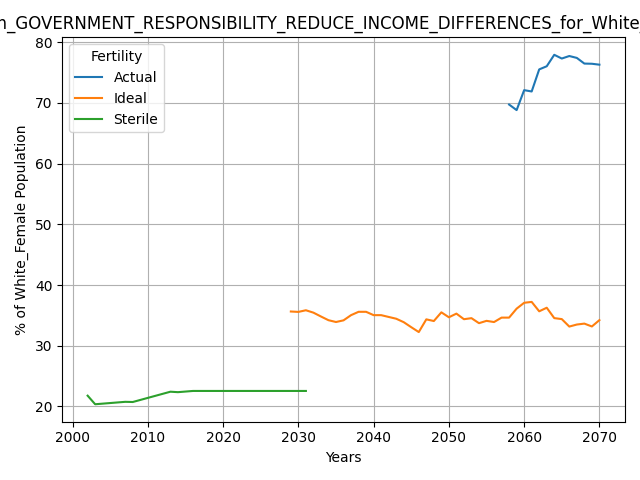 n_GOVERNMENT_RESPONSIBILITY_REDUCE_INCOME_DIFFERENCES_for_White_
Fertility
Actual
Ideal
Sterile
% of White_Female Population
80
70
60
50
40
30
20
2000 2010 2020 2030 2040 2050 2060 2070
Years